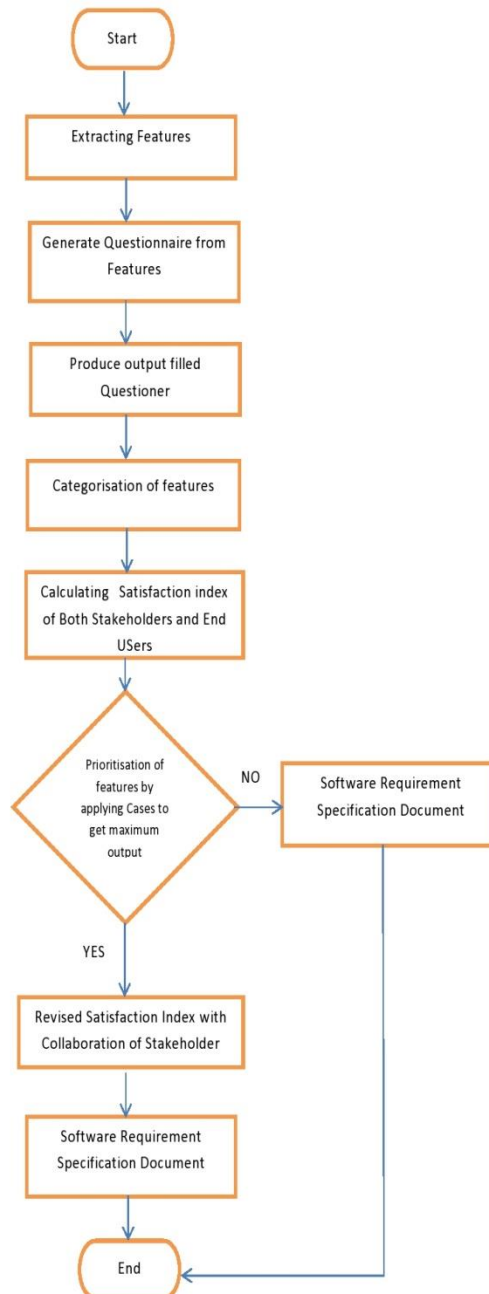 Start
Extracting Features
Generate Questionnaire from
Features
Produce output filled
Questioner
Categorisation of features
Calculating Satisfaction index
of Both Stakeholders and End
USers
Prioritisation of
features by
applying Cases to
get maximum
output
NO
Software Requirement
Specification Document
YES
Revised Satisfaction Index with
Collaboration of Stakeholder
Software Requirement
Specification Document
End